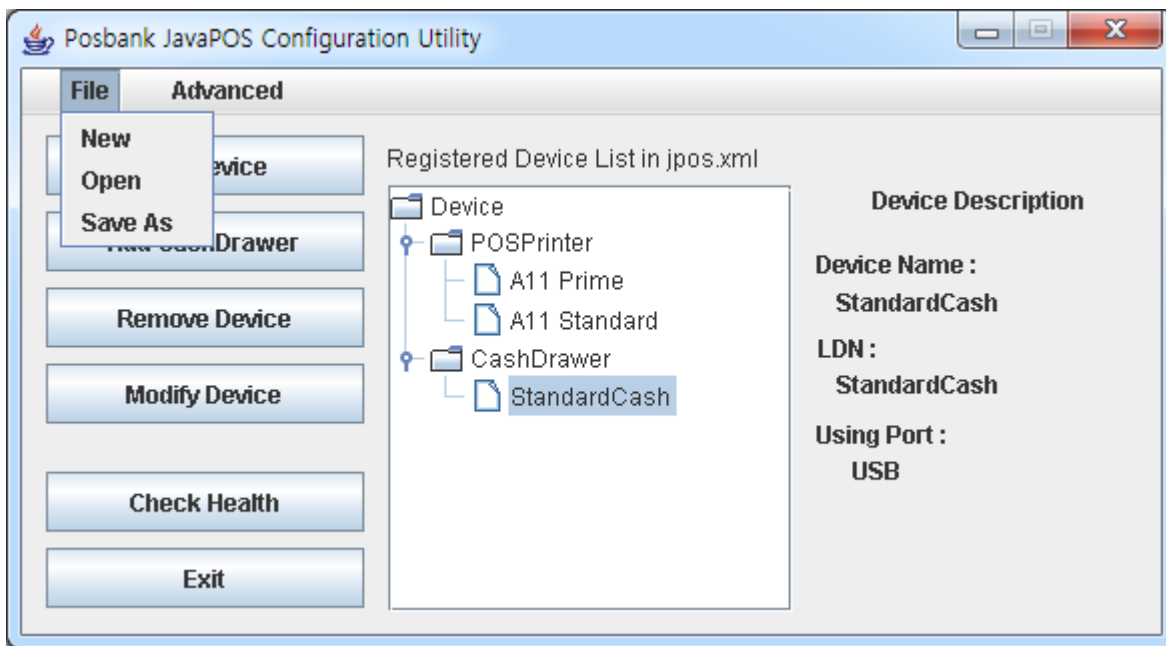 Posbank JavaPOS Configuration Utility
File Advanced
New
Open
Save As
Device
CashDrawer
Remove Device
Modify Device
Check Health
Exit
Registered Device List in jpos.xml
Device
POSPrinter
A11 Prime
A11 Standard
CashDrawer
StandardCash
Device Description
Device Name :
StandardCash
LDN :
StandardCash
Using Port :
USB